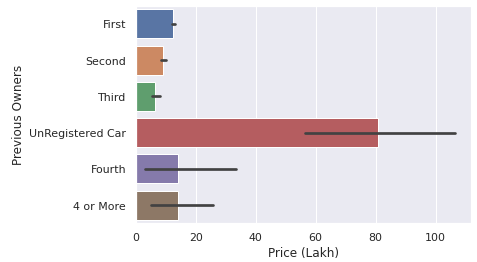 First
Second
Third
UnRegistered Car
Fourth
4 or More
Previous Owners
0 20 40 60 80 100
Price (Lakh)